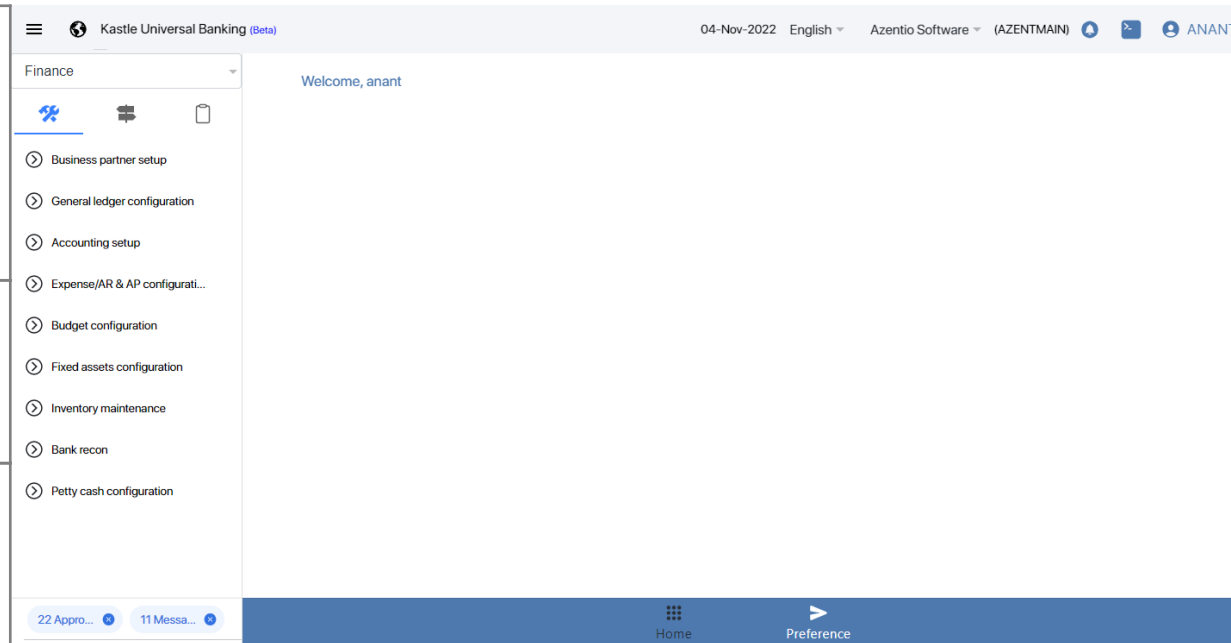 Kastle Universal Banking (Beta) 04-Nov-2022 English Azentio Software (AZENTMAIN) >_ ANANT
Finance
Welcome, anant
Business partner setup
General ledger configuration
Accounting setup
Expense/AR & AP configurati...
Budget configuration
Fixed assets configuration
Inventory maintenance
Bank recon
Petty cash configuration
22 Appro... 11 Messa...
Home Preference